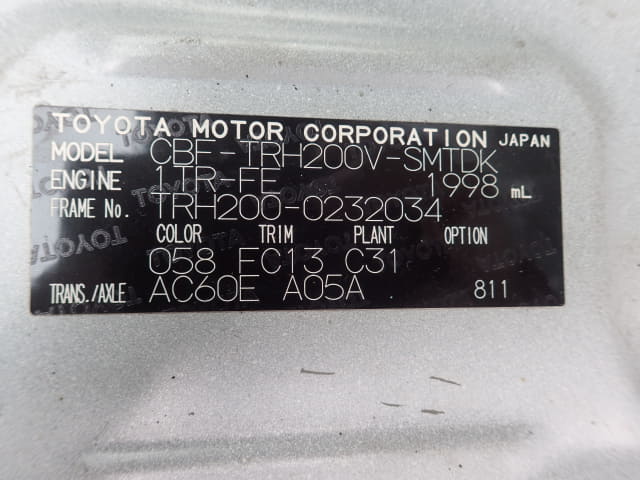 TOYOTA MOTOR CORPORATION JAPAN
MODEL CBF-TRH200V-SMTDK
ENGINE 1TR-FE 1998 mL
FRAME No. TRH200-0232034
COLOR TRIM PLANT OPTION
058 FC13 C31
TRANS./AXLE AC60E A05A 811